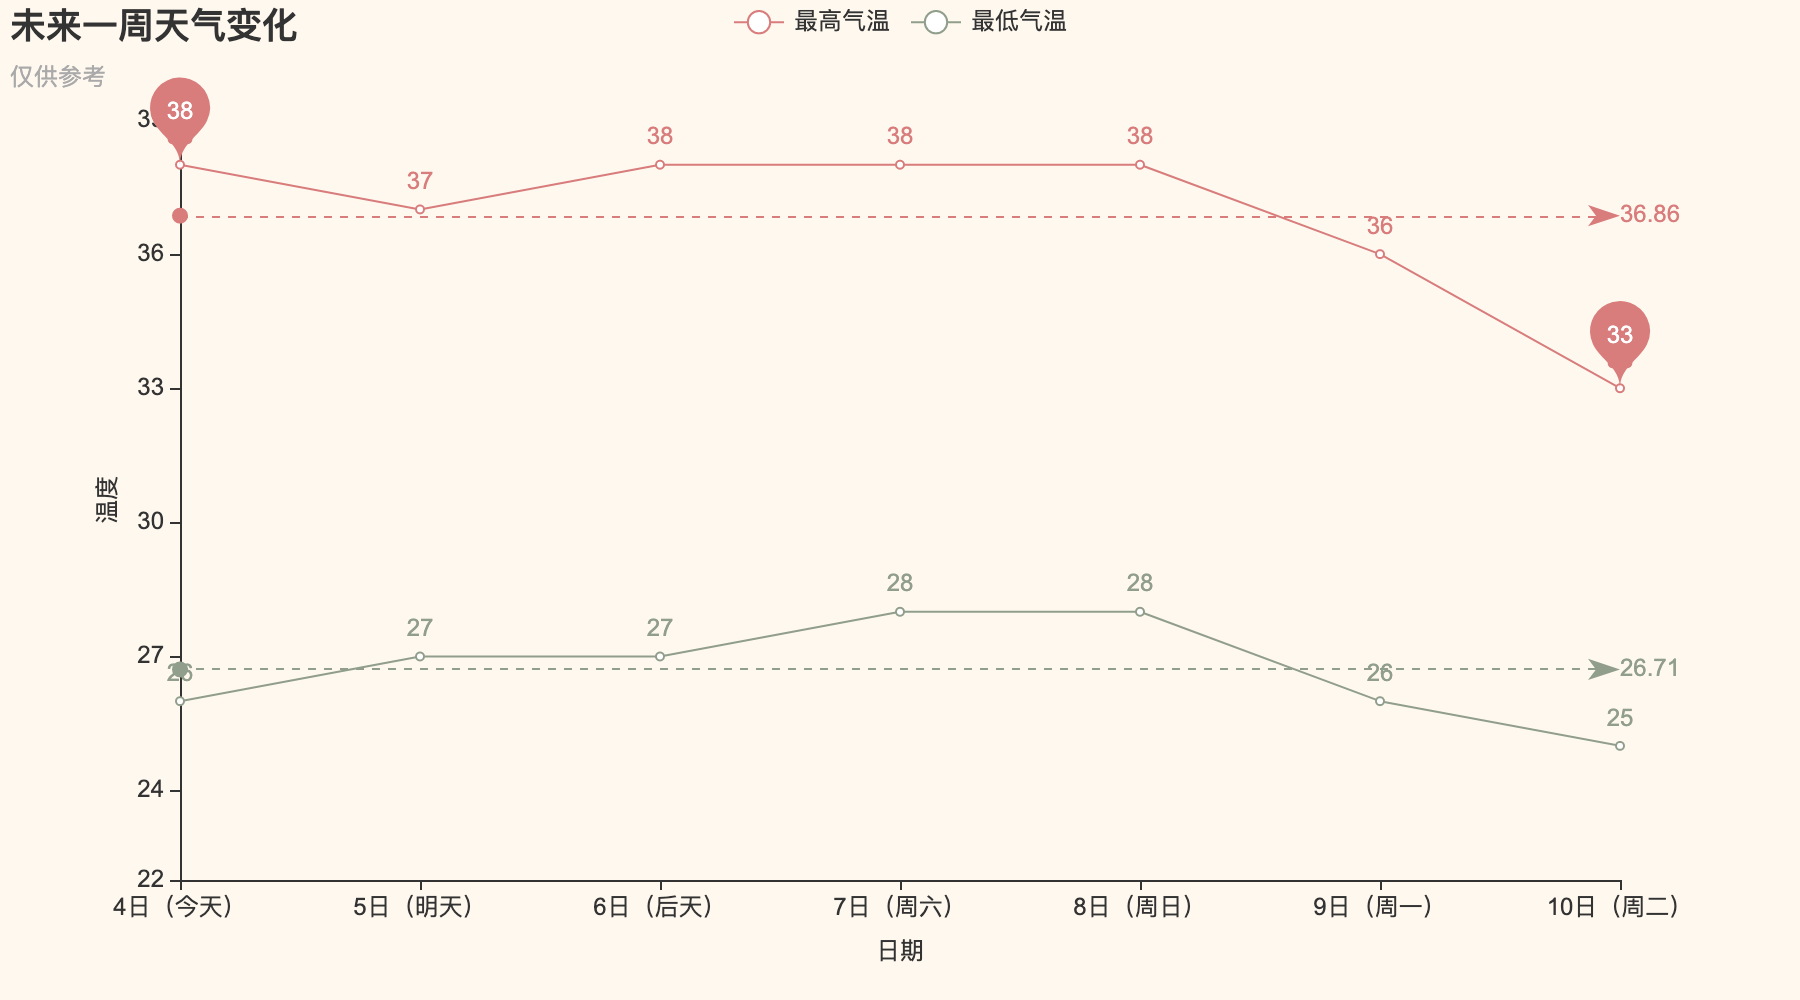 未来一周天气变化
仅供参考
最高气温
最低气温
38
37
38
38
38
36
33
36.86
26
27
27
28
28
26
25
26.71
36
33
30
27
24
22
温度
4日（今天）
5日（明天）
6日（后天）
7日（周六）
8日（周日）
9日（周一）
10日（周二）
日期